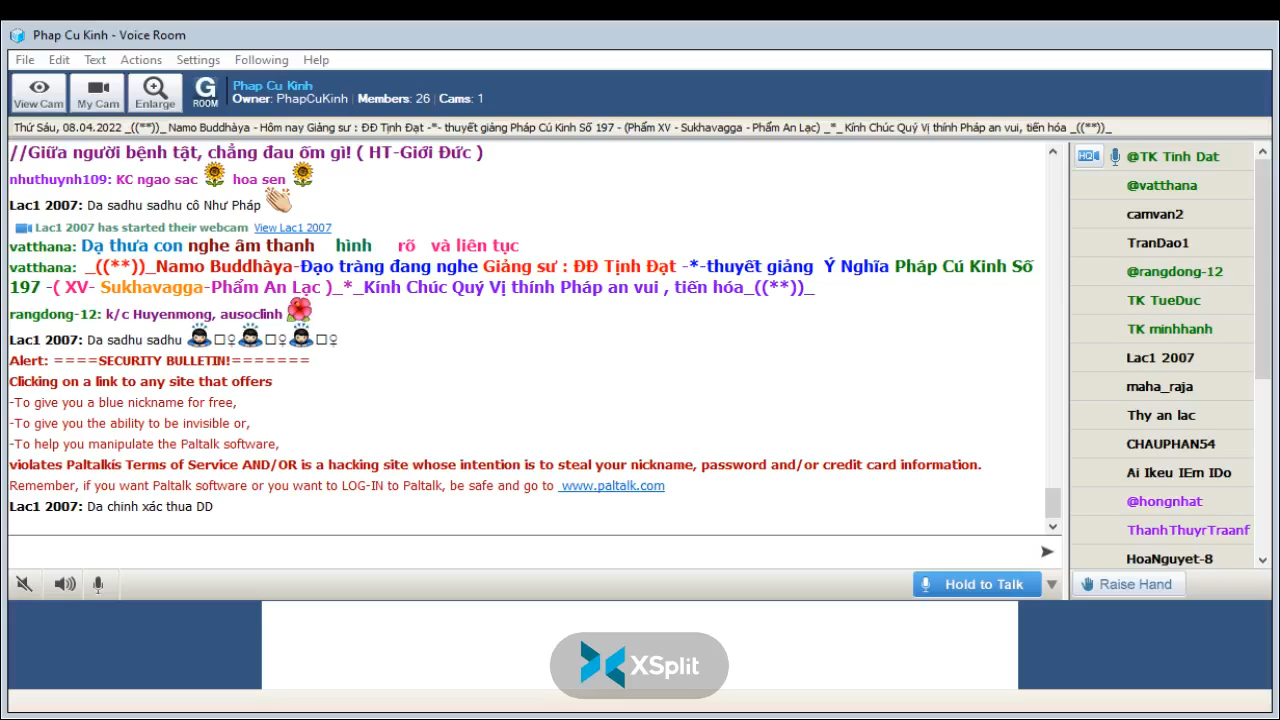 Phap Cu Kinh - Voice Room
File Edit Text Actions Settings Following Help
View Cam My Cam Enlarge G ROOM
Phap Cu Kinh
Owner: PhapCuKinh Members: 26 Cams: 1
Thứ Sáu, 08.04.2022 _((**))_ Namo Buddhàya - Hôm nay Giảng sư : ĐĐ Tịnh Đạt -*- thuyết giảng Pháp Cú Kinh Số 197 - (Phẩm XV - Sukhavagga - Phẩm An Lạc) _*_ Kính Chúc Quý Vị thính Pháp an vui, tiến hóa _((**))_
//Giữa người bệnh tật, chẳng đau ốm gì! ( HT-Giới Đức )
nhuthuynh109: KC ngao sac hoa sen
Lac1 2007: Da sadhu sadhu cô Như Pháp
Lac1 2007 has started their webcam View Lac1 2007
vatthana: Dạ thưa con nghe âm thanh hình rõ và liên tục
vatthana: _((**))_Namo Buddhàya-Đạo tràng đang nghe Giảng sư : ĐĐ Tịnh Đạt -*-thuyết giảng Ý Nghĩa Pháp Cú Kinh Số
197 -( XV- Sukhavagga-Phẩm An Lạc )_*_Kính Chúc Quý Vị thính Pháp an vui , tiến hóa_((**))_
rangdong-12: k/c Huyenmong, ausoclinh
Lac1 2007: Da sadhu sadhu □♀ □♀ □♀
Alert: ====SECURITY BULLETIN!=======
Clicking on a link to any site that offers
-To give you a blue nickname for free,
-To give you the ability to be invisible or,
-To help you manipulate the Paltalk software,
violates Paltalkís Terms of Service AND/OR is a hacking site whose intention is to steal your nickname, password and/or credit card information.
Remember, if you want Paltalk software or you want to LOG-IN to Paltalk, be safe and go to www.paltalk.com
Lac1 2007: Da chinh xác thua DD
HQ
@TK Tinh Dat
@vatthana
camvan2
TranDao1
@rangdong-12
TK TueDuc
TK minhhanh
Lac1 2007
maha_raja
Thy an lac
CHAUPHAN54
Ai Ikeu IEm IDo
@hongnhat
ThanhThuyrTraanf
HoaNguyet-8
Hold to Talk
Raise Hand
XSplit